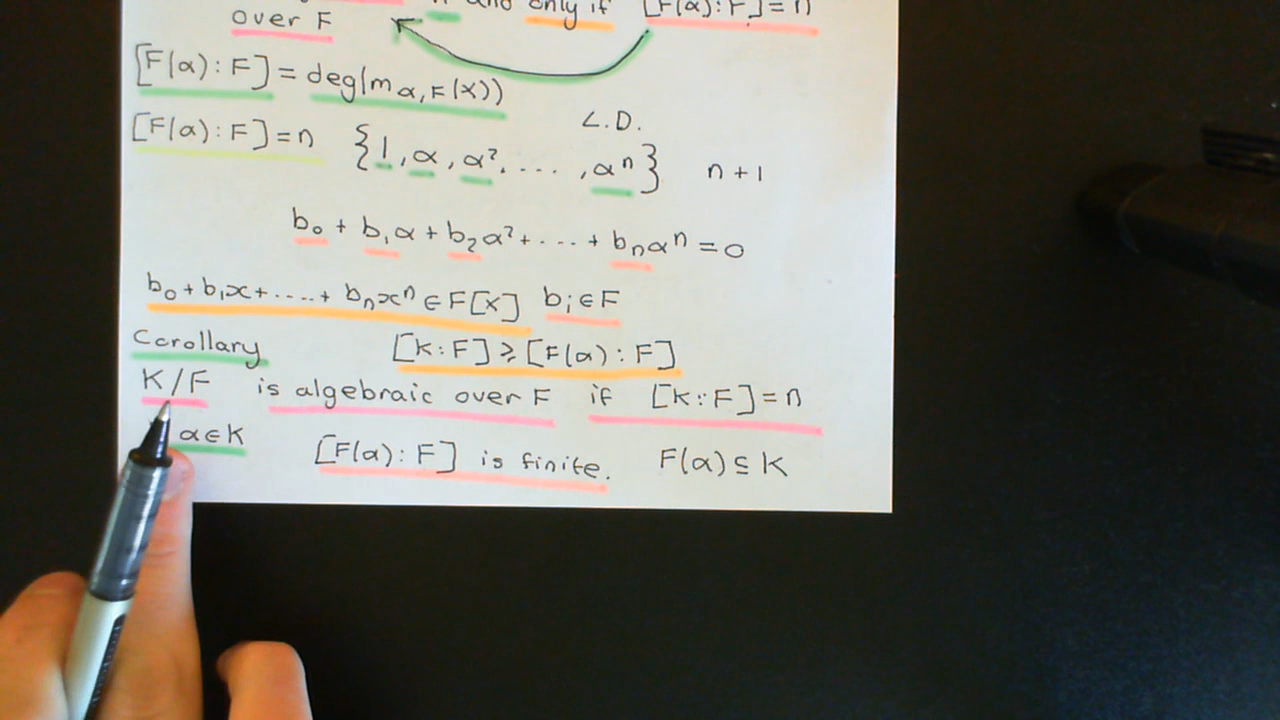 and only if [F(α):F]=n
over F
[F(α):F] = deg(mα,F(x))
L.D.
[F(α):F]=n {1, α, α², ...., αⁿ} n+1
b₀ + b₁α + b₂α² + .... + bₙαⁿ = 0
b₀ + b₁x + .... + bₙxⁿ ∈ F[x] bᵢ ∈ F
Corollary [K:F] ≥ [F(α):F]
K/F is algebraic over F if [K:F] = n
α ∈ K [F(α):F] is finite. F(α) ⊆ K